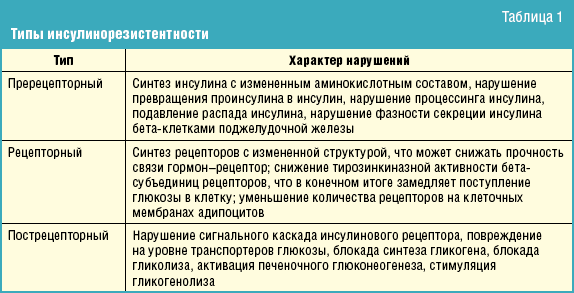 Таблица 1
Типы инсулинорезистентности
Тип
Характер нарушений
Пререцепторный
Синтез инсулина с измененным аминокислотным составом, нарушение
превращения проинсулина в инсулин, нарушение процессинга инсулина,
подавление распада инсулина, нарушение фазности секреции инсулина
бета-клетками поджелудочной железы
Рецепторный
Синтез рецепторов с измененной структурой, что может снижать прочность
связи гормон–рецептор; снижение тирозинкиназной активности бета-
субъединиц рецепторов, что в конечном итоге замедляет поступление
глюкозы в клетку; уменьшение количества рецепторов на клеточных
мембранах адипоцитов
Пострецепторный
Нарушение сигнального каскада инсулинового рецептора, повреждение
на уровне транспортеров глюкозы, блокада синтеза гликогена, блокада
гликолиза, активация печеночного глюконеогенеза, стимуляция
гликогенолиза